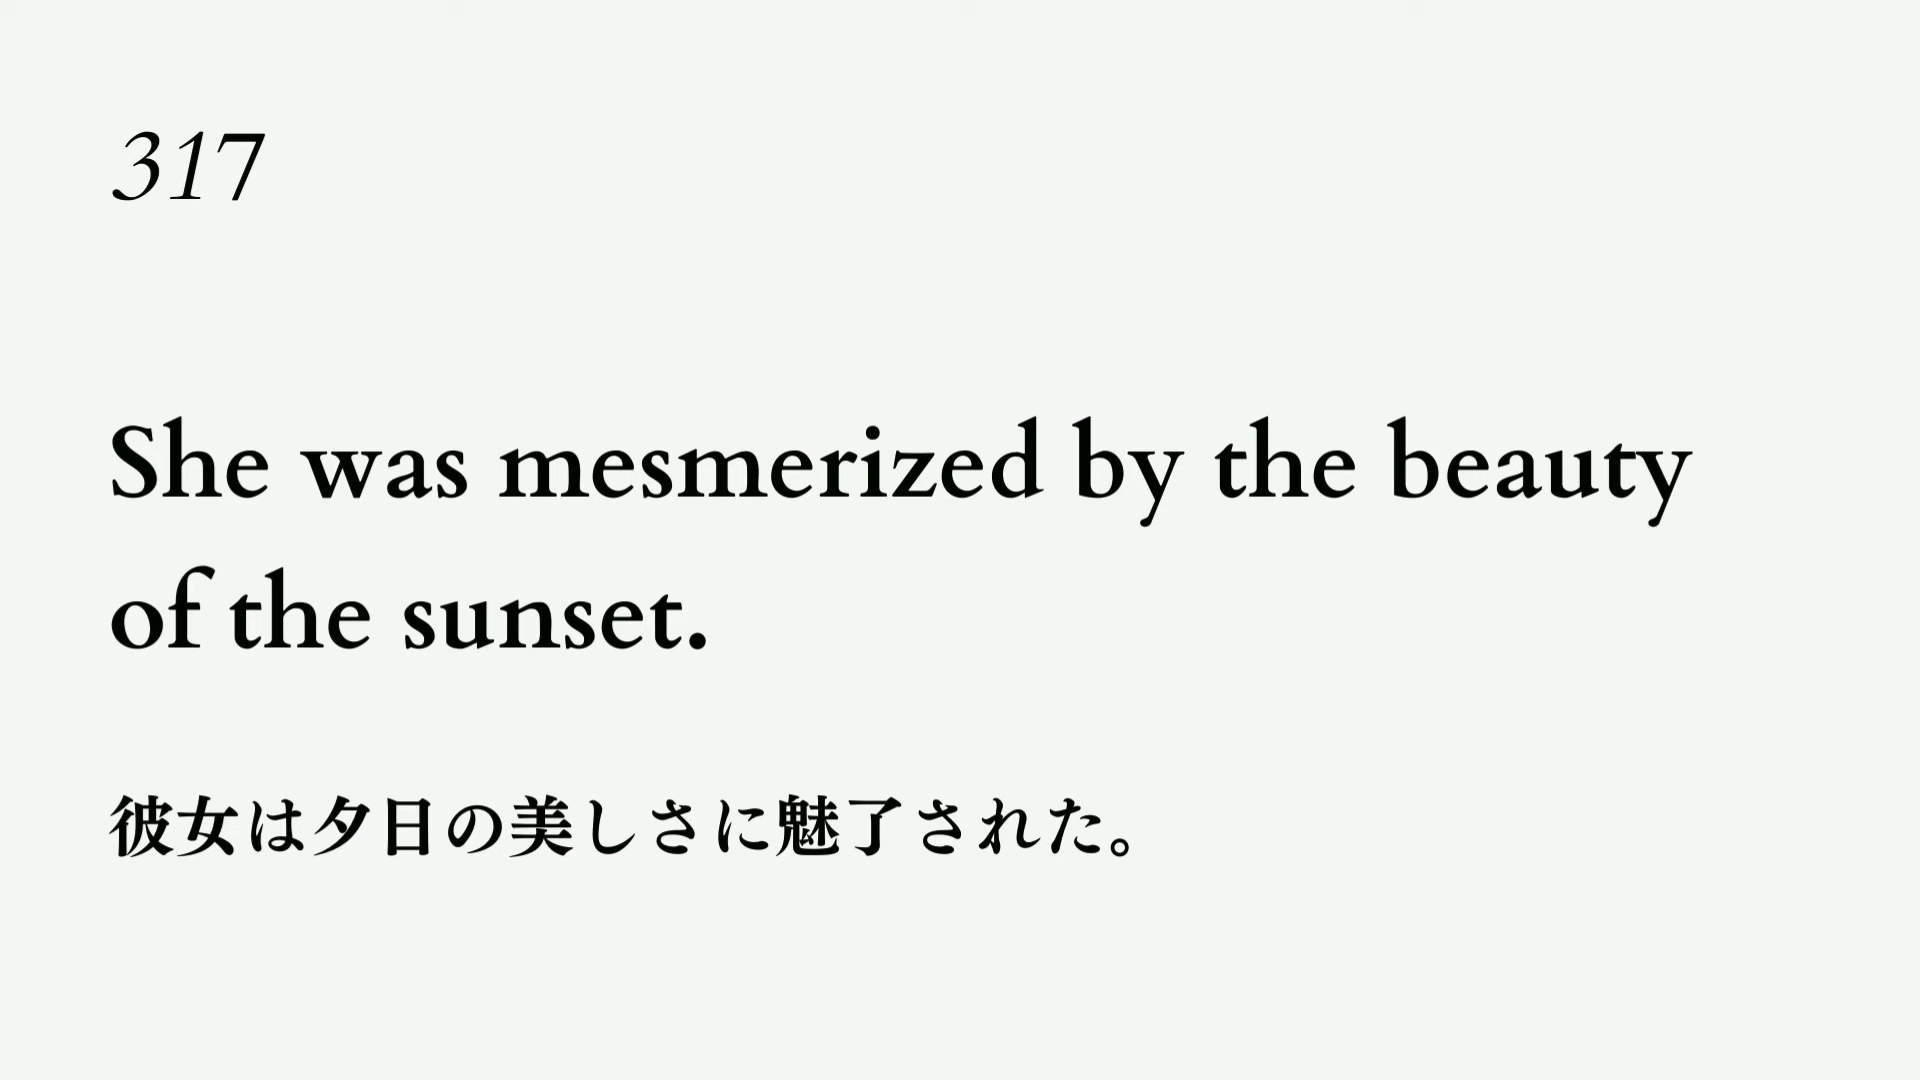 317
She was mesmerized by the beauty
of the sunset.
彼女は夕日の美しさに魅了された。